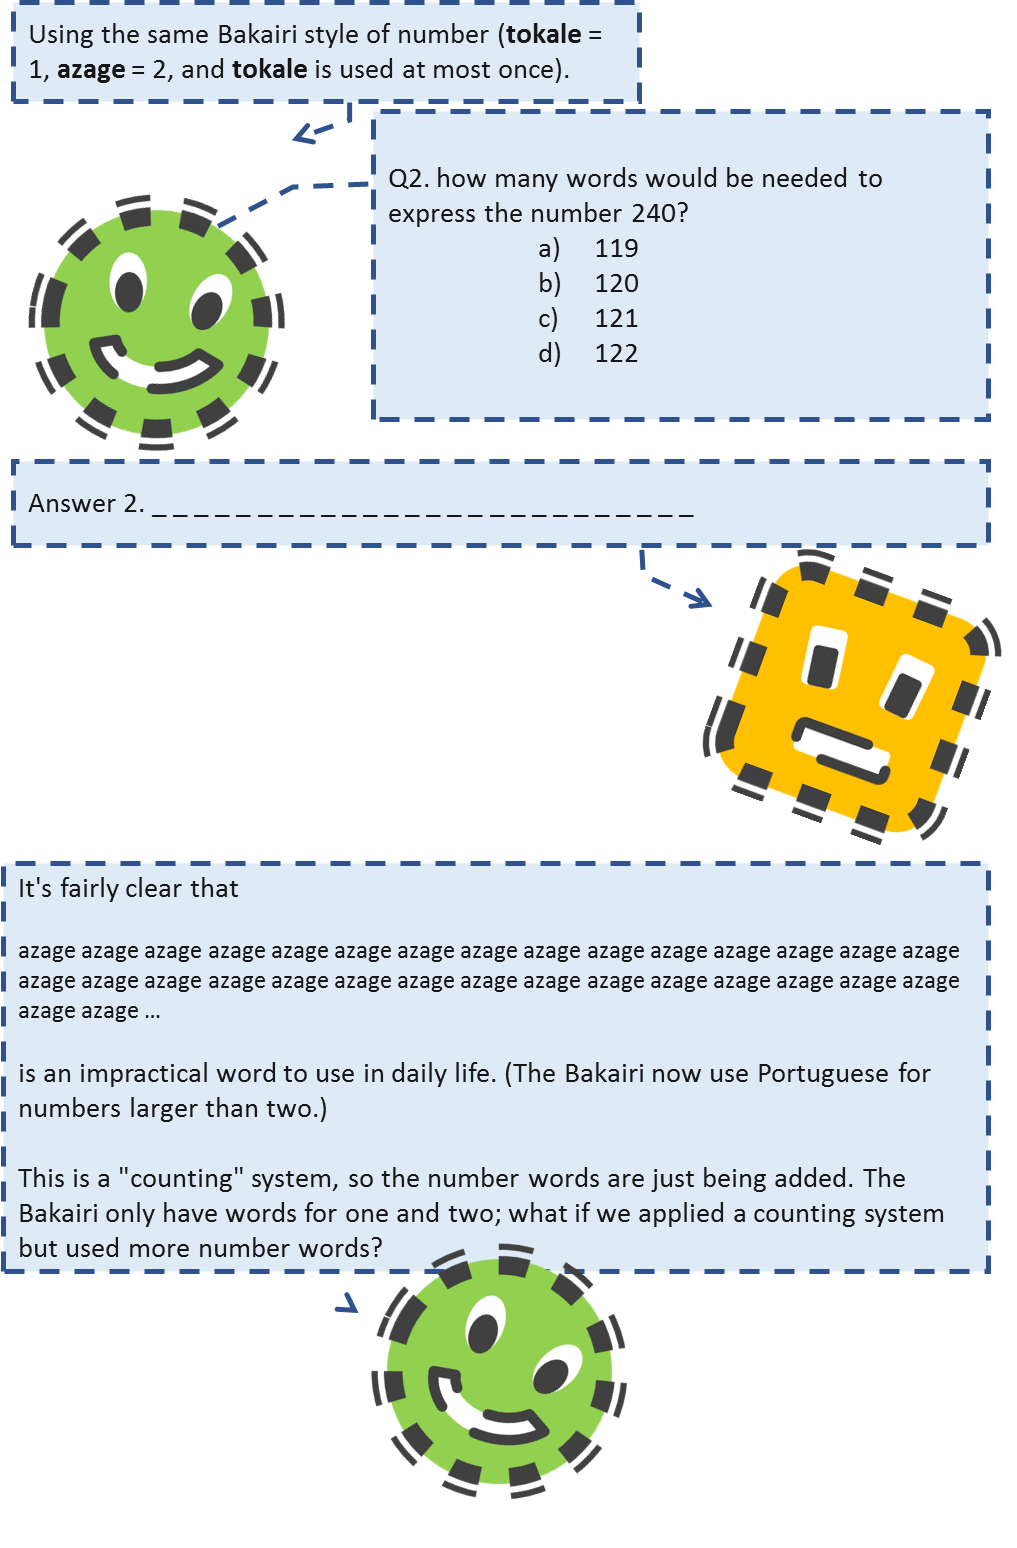 Using the same Bakairi style of number (tokale =
1, azage = 2, and tokale is used at most once).
Q2. how many words would be needed to
express the number 240?
a) 119
b) 120
c) 121
d) 122
Answer 2. _ _ _ _ _ _ _ _ _ _ _ _ _ _ _ _ _ _ _ _ _ _ _ _ _ _
It's fairly clear that
azage azage azage azage azage azage azage azage azage azage azage azage azage azage azage
azage azage azage azage azage azage azage azage azage azage azage azage azage azage azage
azage azage ...
is an impractical word to use in daily life. (The Bakairi now use Portuguese for
numbers larger than two.)
This is a "counting" system, so the number words are just being added. The
Bakairi only have words for one and two; what if we applied a counting system
but used more number words?